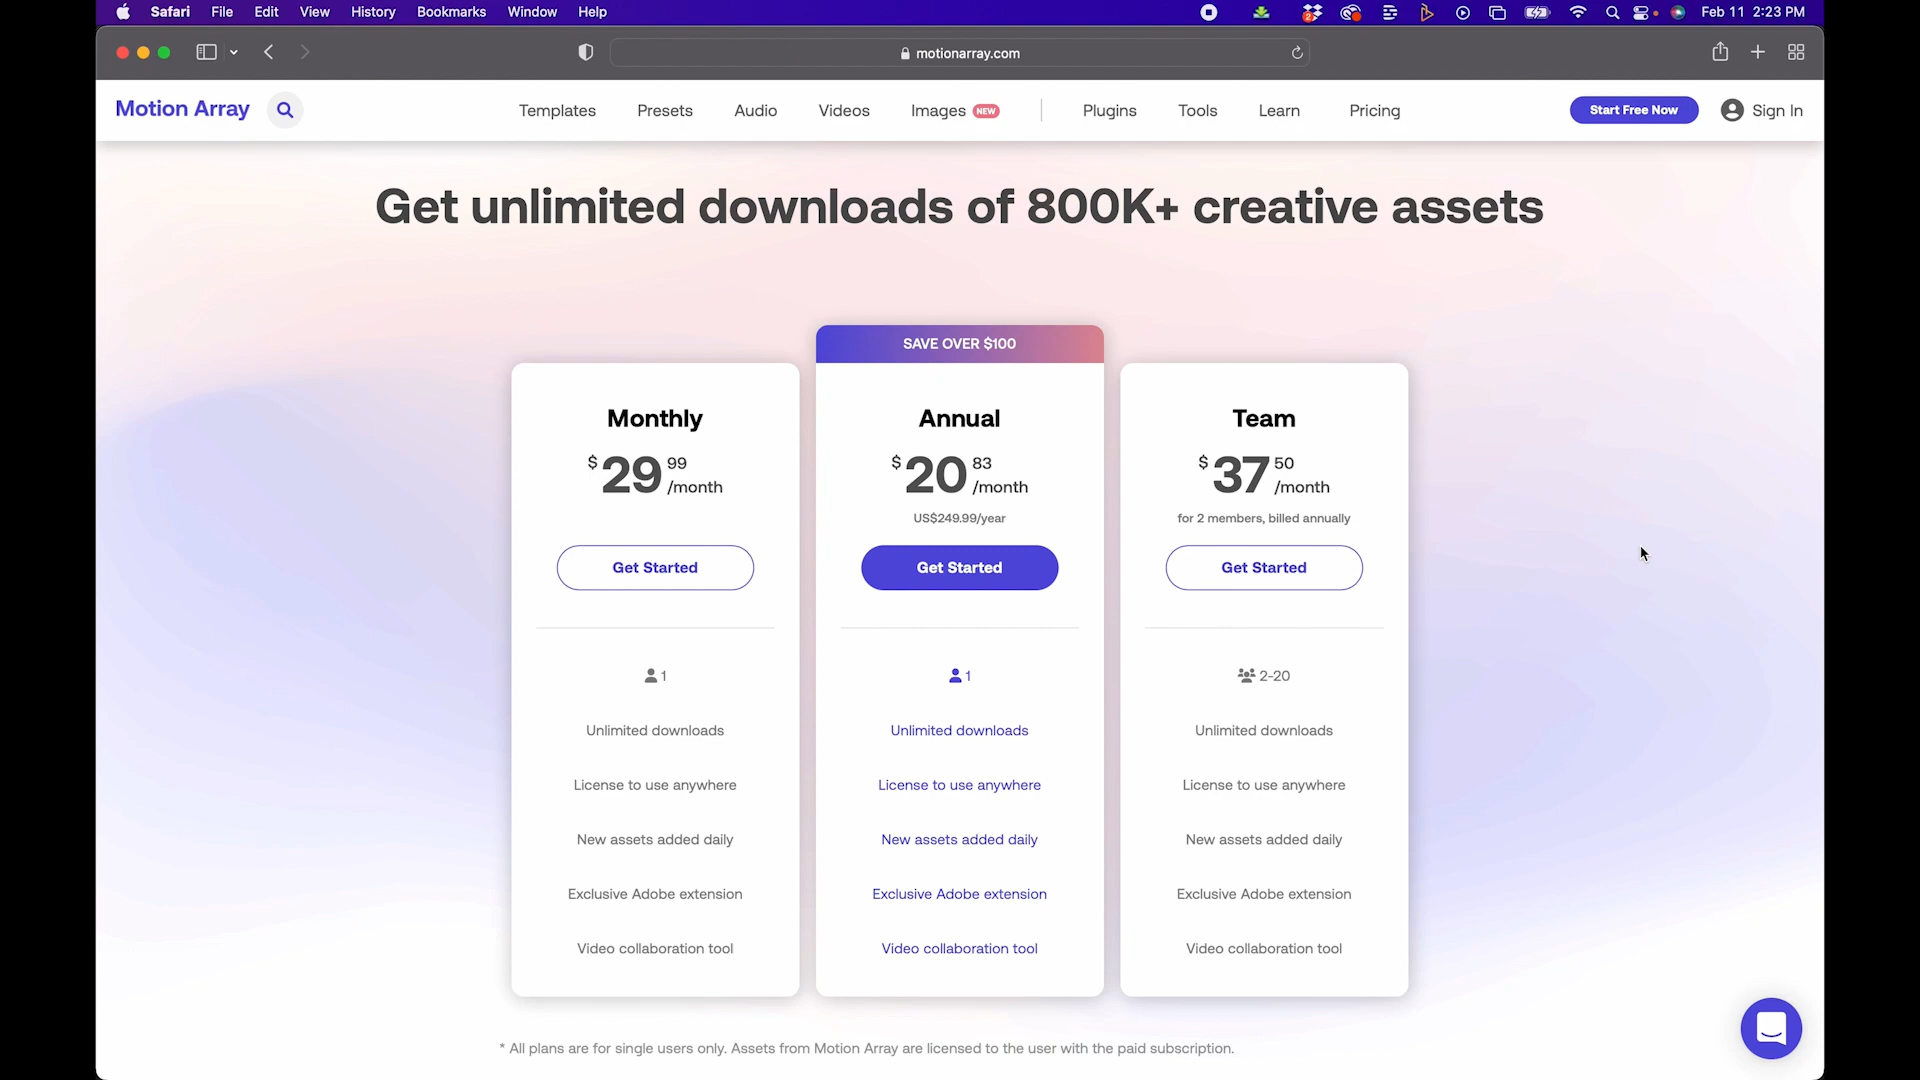 Safari File Edit View History Bookmarks Window Help Feb 11 2:23 PM
motionarray.com
Motion Array Templates Presets Audio Videos Images NEW Plugins Tools Learn Pricing Start Free Now Sign In
Get unlimited downloads of 800K+ creative assets
SAVE OVER $100
Monthly
$29 99 /month
Get Started
1
Unlimited downloads
License to use anywhere
New assets added daily
Exclusive Adobe extension
Video collaboration tool
Annual
$20 83 /month
US$249.99/year
Get Started
1
Unlimited downloads
License to use anywhere
New assets added daily
Exclusive Adobe extension
Video collaboration tool
Team
$37 50 /month
for 2 members, billed annually
Get Started
2-20
Unlimited downloads
License to use anywhere
New assets added daily
Exclusive Adobe extension
Video collaboration tool
* All plans are for single users only. Assets from Motion Array are licensed to the user with the paid subscription.